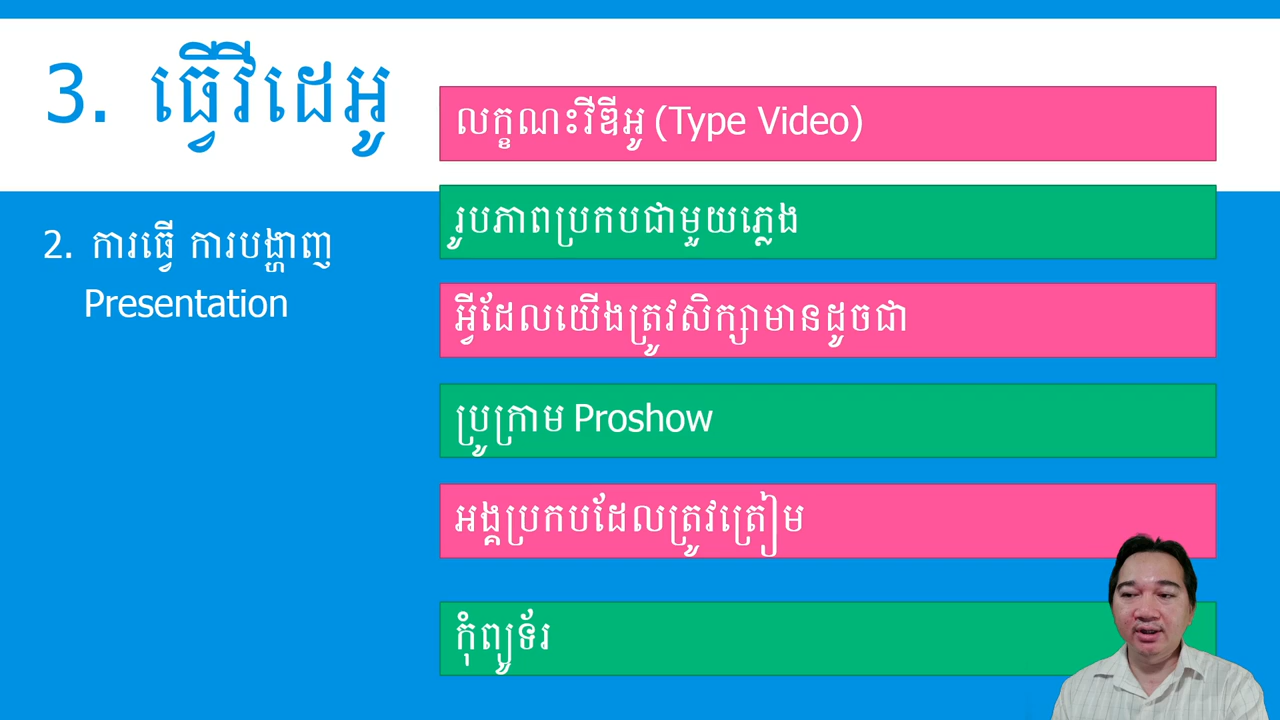 3. ធ្វើវីដេអូ
2. ការធ្វើ ការបង្ហាញ
Presentation
លក្ខណះវីឌីអូ (Type Video)
រូបភាពប្រកបជាមួយភ្លេង
អ្វីដែលយើងត្រូវសិក្សាមានដូចជា
ប្រូក្រាម Proshow
អង្គប្រកបដែលត្រូវត្រៀម
កុំព្យូទ័រ